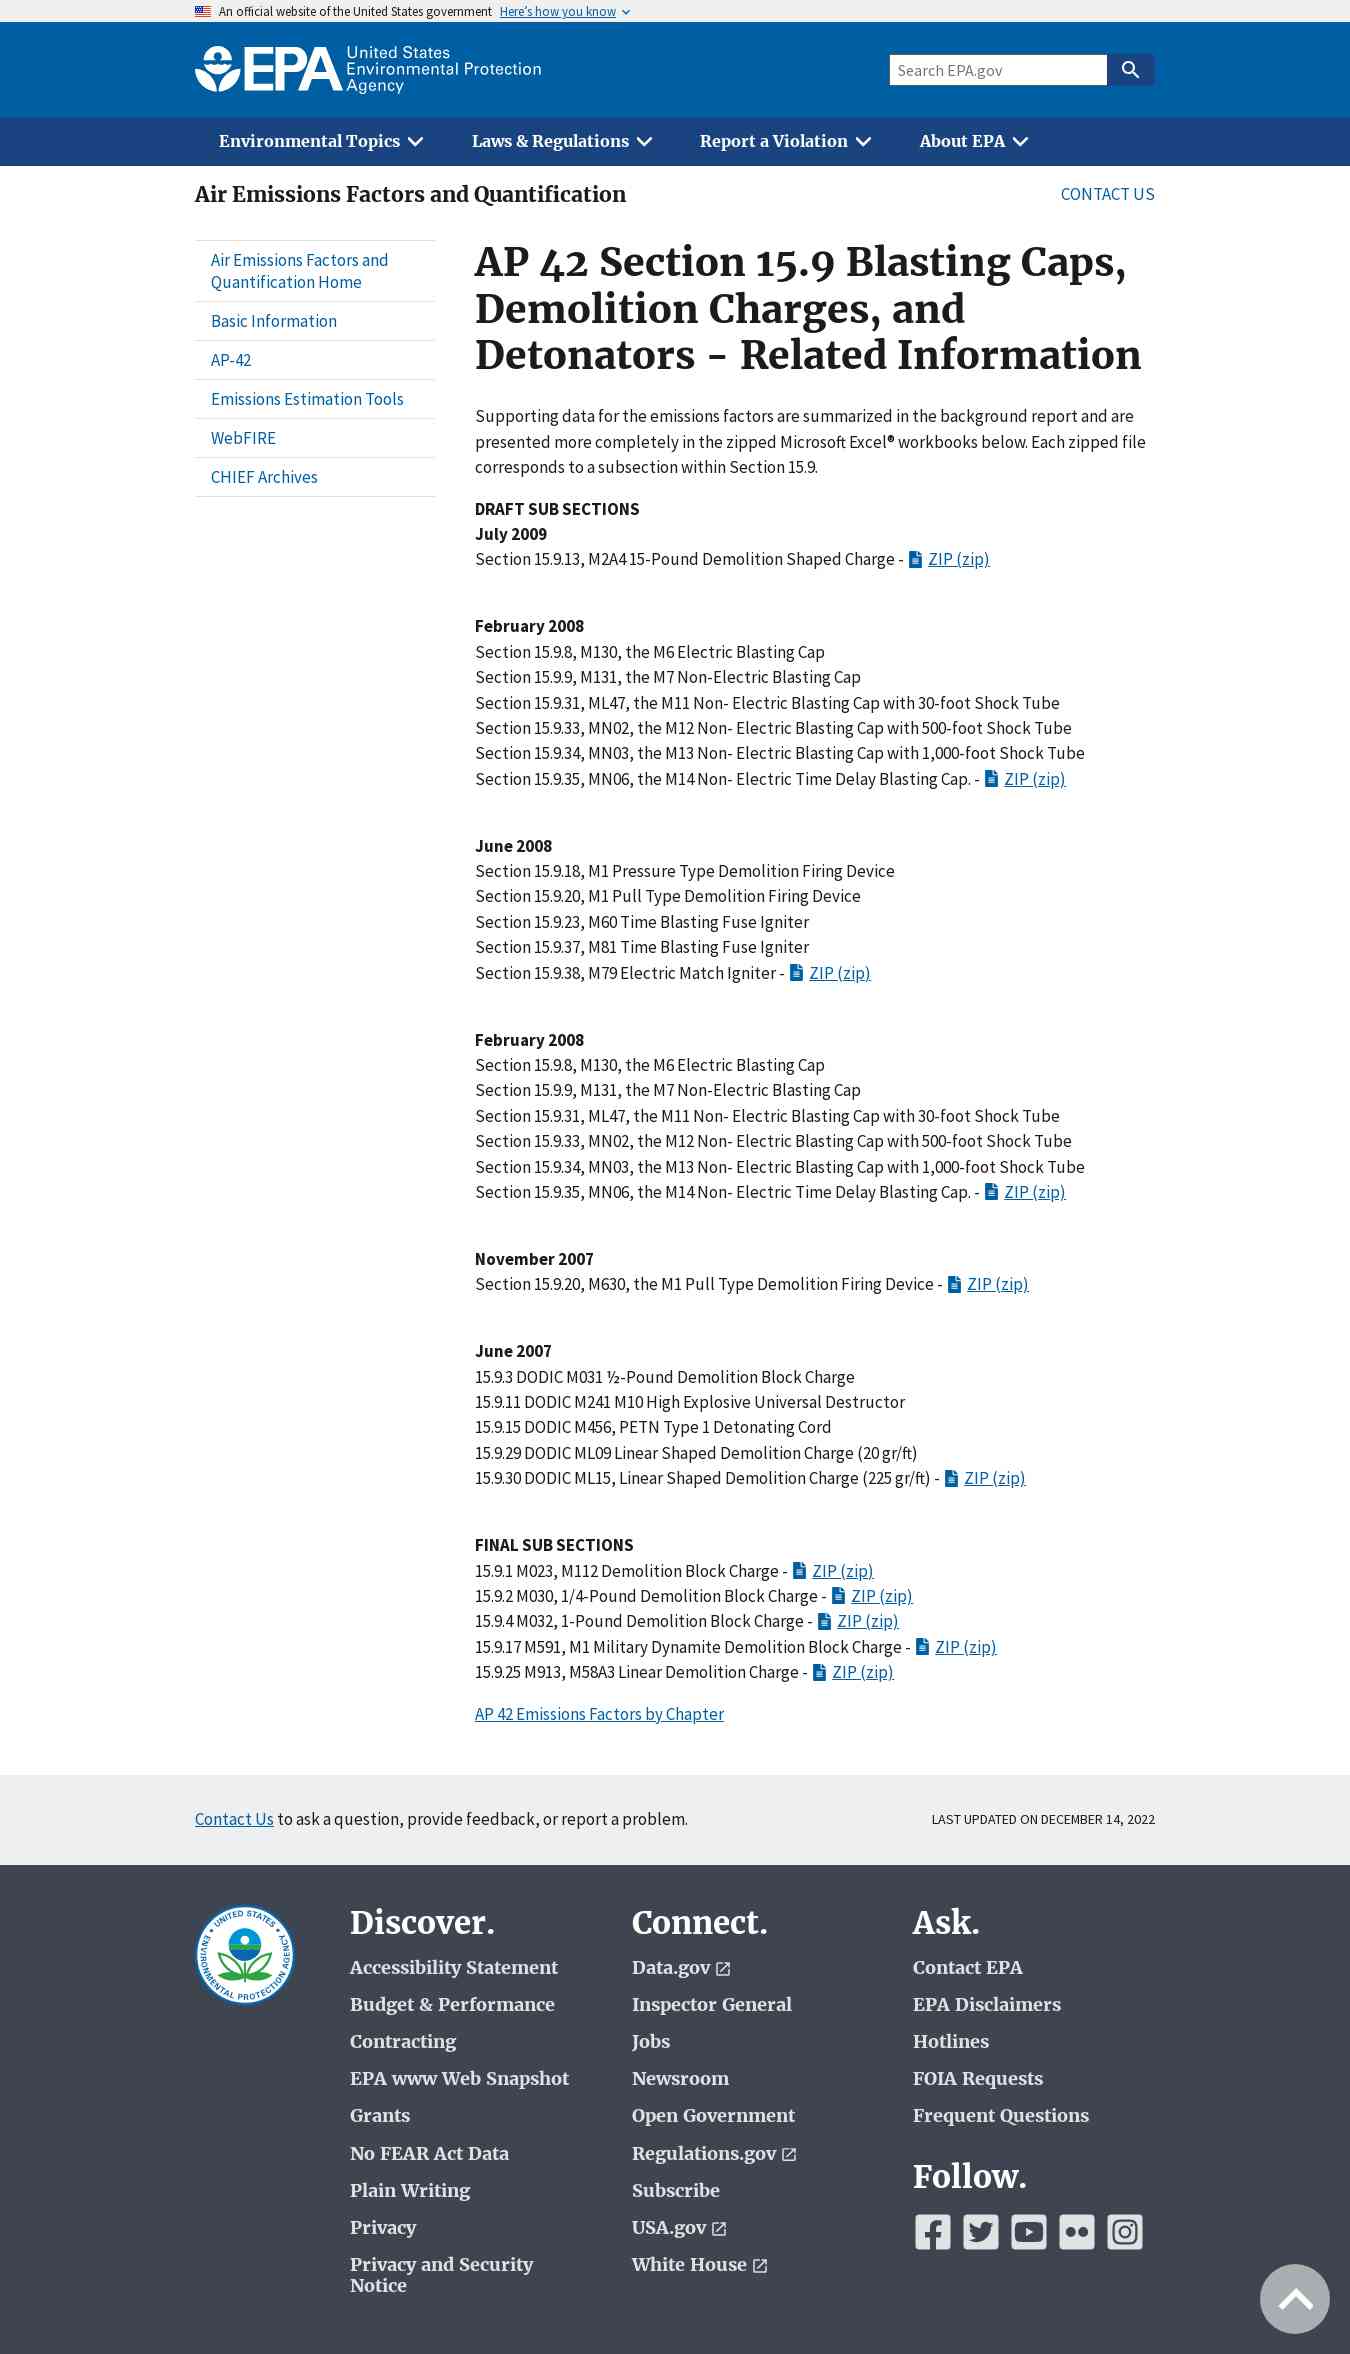 An official website of the United States government Here's how you know
EPA United States
Environmental Protection
Agency
Search EPA.gov
Environmental Topics Laws & Regulations Report a Violation About EPA
Air Emissions Factors and Quantification
CONTACT US
Air Emissions Factors and
Quantification Home
Basic Information
AP-42
Emissions Estimation Tools
WebFIRE
CHIEF Archives
AP 42 Section 15.9 Blasting Caps,
Demolition Charges, and
Detonators - Related Information
Supporting data for the emissions factors are summarized in the background report and are
presented more completely in the zipped Microsoft Excel® workbooks below. Each zipped file
corresponds to a subsection within Section 15.9.
DRAFT SUB SECTIONS
July 2009
Section 15.9.13, M2A4 15-Pound Demolition Shaped Charge - ZIP (zip)
February 2008
Section 15.9.8, M130, the M6 Electric Blasting Cap
Section 15.9.9, M131, the M7 Non-Electric Blasting Cap
Section 15.9.31, ML47, the M11 Non- Electric Blasting Cap with 30-foot Shock Tube
Section 15.9.33, MN02, the M12 Non- Electric Blasting Cap with 500-foot Shock Tube
Section 15.9.34, MN03, the M13 Non- Electric Blasting Cap with 1,000-foot Shock Tube
Section 15.9.35, MN06, the M14 Non- Electric Time Delay Blasting Cap. - ZIP (zip)
June 2008
Section 15.9.18, M1 Pressure Type Demolition Firing Device
Section 15.9.20, M1 Pull Type Demolition Firing Device
Section 15.9.23, M60 Time Blasting Fuse Igniter
Section 15.9.37, M81 Time Blasting Fuse Igniter
Section 15.9.38, M79 Electric Match Igniter - ZIP (zip)
February 2008
Section 15.9.8, M130, the M6 Electric Blasting Cap
Section 15.9.9, M131, the M7 Non-Electric Blasting Cap
Section 15.9.31, ML47, the M11 Non- Electric Blasting Cap with 30-foot Shock Tube
Section 15.9.33, MN02, the M12 Non- Electric Blasting Cap with 500-foot Shock Tube
Section 15.9.34, MN03, the M13 Non- Electric Blasting Cap with 1,000-foot Shock Tube
Section 15.9.35, MN06, the M14 Non- Electric Time Delay Blasting Cap. - ZIP (zip)
November 2007
Section 15.9.20, M630, the M1 Pull Type Demolition Firing Device - ZIP (zip)
June 2007
15.9.3 DODIC M031 ½-Pound Demolition Block Charge
15.9.11 DODIC M241 M10 High Explosive Universal Destructor
15.9.15 DODIC M456, PETN Type 1 Detonating Cord
15.9.29 DODIC ML09 Linear Shaped Demolition Charge (20 gr/ft)
15.9.30 DODIC ML15, Linear Shaped Demolition Charge (225 gr/ft) - ZIP (zip)
FINAL SUB SECTIONS
15.9.1 M023, M112 Demolition Block Charge - ZIP (zip)
15.9.2 M030, 1/4-Pound Demolition Block Charge - ZIP (zip)
15.9.4 M032, 1-Pound Demolition Block Charge - ZIP (zip)
15.9.17 M591, M1 Military Dynamite Demolition Block Charge - ZIP (zip)
15.9.25 M913, M58A3 Linear Demolition Charge - ZIP (zip)
AP 42 Emissions Factors by Chapter
Contact Us to ask a question, provide feedback, or report a problem.
LAST UPDATED ON DECEMBER 14, 2022
UNITED STATES
ENVIRONMENTAL PROTECTION AGENCY
Discover.
Accessibility Statement
Budget & Performance
Contracting
EPA www Web Snapshot
Grants
No FEAR Act Data
Plain Writing
Privacy
Privacy and Security
Notice
Connect.
Data.gov
Inspector General
Jobs
Newsroom
Open Government
Regulations.gov
Subscribe
USA.gov
White House
Ask.
Contact EPA
EPA Disclaimers
Hotlines
FOIA Requests
Frequent Questions
Follow.